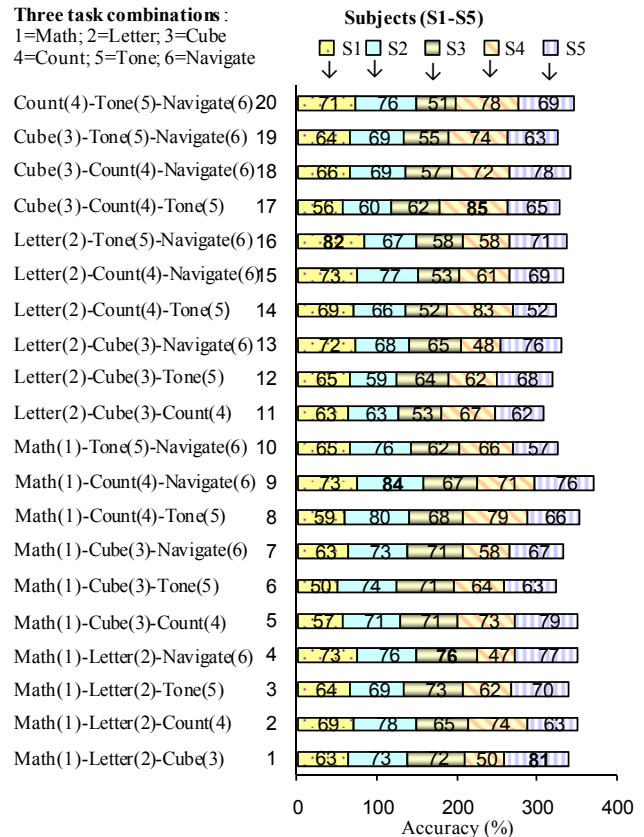 Three task combinations :
1=Math; 2=Letter; 3=Cube
4=Count; 5=Tone; 6=Navigate
Subjects (S1-S5)
S1 S2 S3 S4 S5
Count(4)-Tone(5)-Navigate(6) 20 71 76 51 78 69
Cube(3)-Tone(5)-Navigate(6) 19 64 69 55 74 63
Cube(3)-Count(4)-Navigate(6) 18 66 69 57 72 78
Cube(3)-Count(4)-Tone(5) 17 56 60 62 85 65
Letter(2)-Tone(5)-Navigate(6) 16 82 67 58 58 71
Letter(2)-Count(4)-Navigate(6) 15 73 77 53 61 69
Letter(2)-Count(4)-Tone(5) 14 69 66 52 83 52
Letter(2)-Cube(3)-Navigate(6) 13 72 68 65 48 76
Letter(2)-Cube(3)-Tone(5) 12 65 59 64 62 68
Letter(2)-Cube(3)-Count(4) 11 63 63 53 67 62
Math(1)-Tone(5)-Navigate(6) 10 65 76 62 66 57
Math(1)-Count(4)-Navigate(6) 9 73 84 67 71 76
Math(1)-Count(4)-Tone(5) 8 59 80 68 79 66
Math(1)-Cube(3)-Navigate(6) 7 63 73 71 58 67
Math(1)-Cube(3)-Tone(5) 6 50 74 71 64 63
Math(1)-Cube(3)-Count(4) 5 57 71 71 73 79
Math(1)-Letter(2)-Navigate(6) 4 73 76 76 47 77
Math(1)-Letter(2)-Tone(5) 3 64 69 73 62 70
Math(1)-Letter(2)-Count(4) 2 69 78 65 74 63
Math(1)-Letter(2)-Cube(3) 1 63 73 72 50 81
0 100 200 300 400
Accuracy (%)